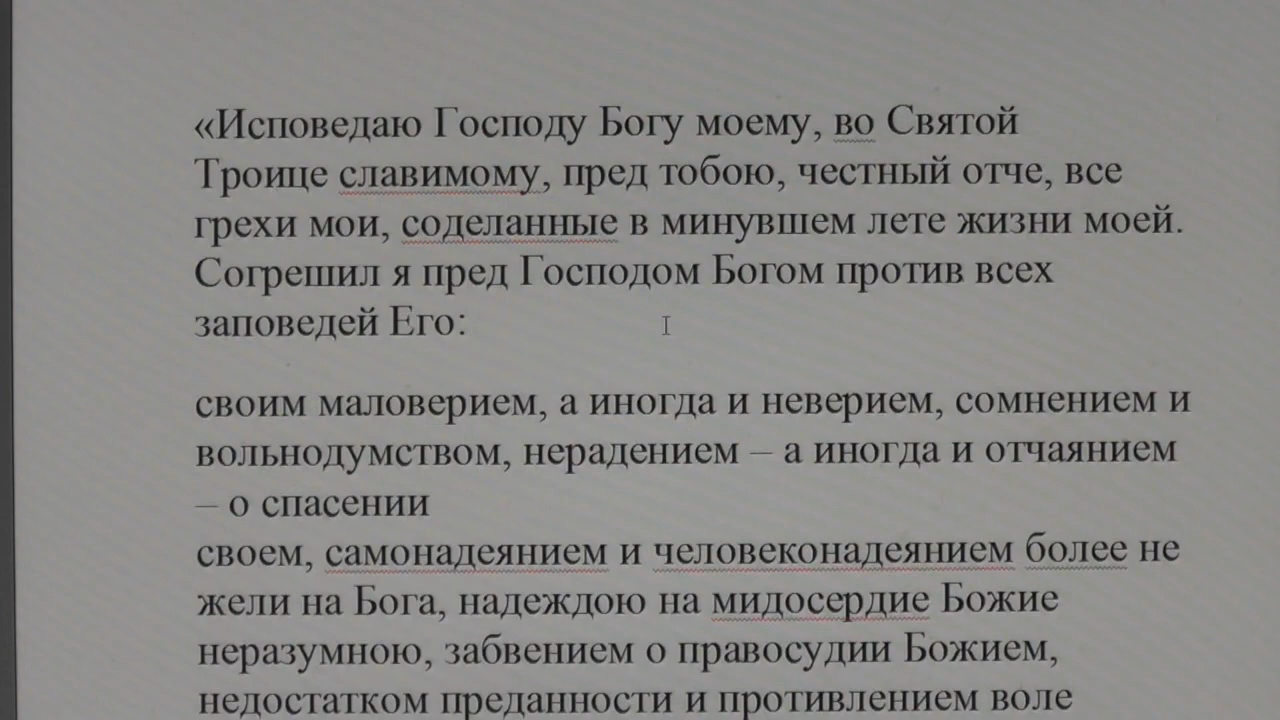 «Исповедаю Господу Богу моему, во Святой
Троице славимому, пред тобою, честный отче, все
грехи мои, соделанные в минувшем лете жизни моей.
Согрешил я пред Господом Богом против всех
заповедей Его:
своим маловерием, а иногда и неверием, сомнением и
вольнодумством, нерадением – а иногда и отчаянием
– о спасении
своем, самонадеянием и человеконадеянием более не
жели на Бога, надеждою на мидосердие Божие
неразумною, забвением о правосудии Божием,
недостатком преданности и противлением воле